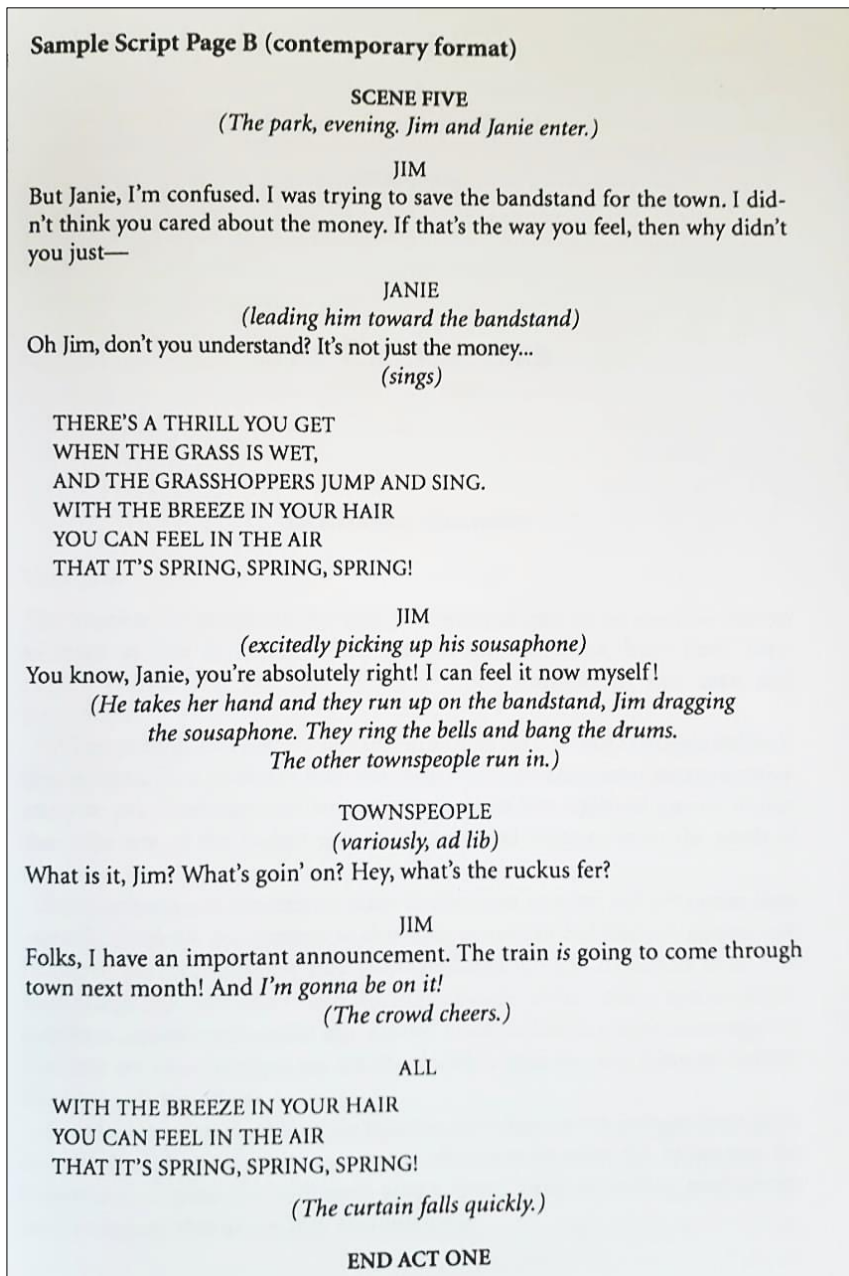 Sample Script Page B (contemporary format)
SCENE FIVE
(The park, evening. Jim and Janie enter.)
JIM
But Janie, I'm confused. I was trying to save the bandstand for the town. I did-
n't think you cared about the money. If that's the way you feel, then why didn't
you just—
JANIE
(leading him toward the bandstand)
Oh Jim, don't you understand? It's not just the money...
(sings)
THERE'S A THRILL YOU GET
WHEN THE GRASS IS WET,
AND THE GRASSHOPPERS JUMP AND SING.
WITH THE BREEZE IN YOUR HAIR
YOU CAN FEEL IN THE AIR
THAT IT'S SPRING, SPRING, SPRING!
JIM
(excitedly picking up his sousaphone)
You know, Janie, you're absolutely right! I can feel it now myself!
(He takes her hand and they run up on the bandstand, Jim dragging
the sousaphone. They ring the bells and bang the drums.
The other townspeople run in.)
TOWNSPEOPLE
(variously, ad lib)
What is it, Jim? What's goin' on? Hey, what's the ruckus fer?
JIM
Folks, I have an important announcement. The train is going to come through
town next month! And I'm gonna be on it!
(The crowd cheers.)
ALL
WITH THE BREEZE IN YOUR HAIR
YOU CAN FEEL IN THE AIR
THAT IT'S SPRING, SPRING, SPRING!
(The curtain falls quickly.)
END ACT ONE